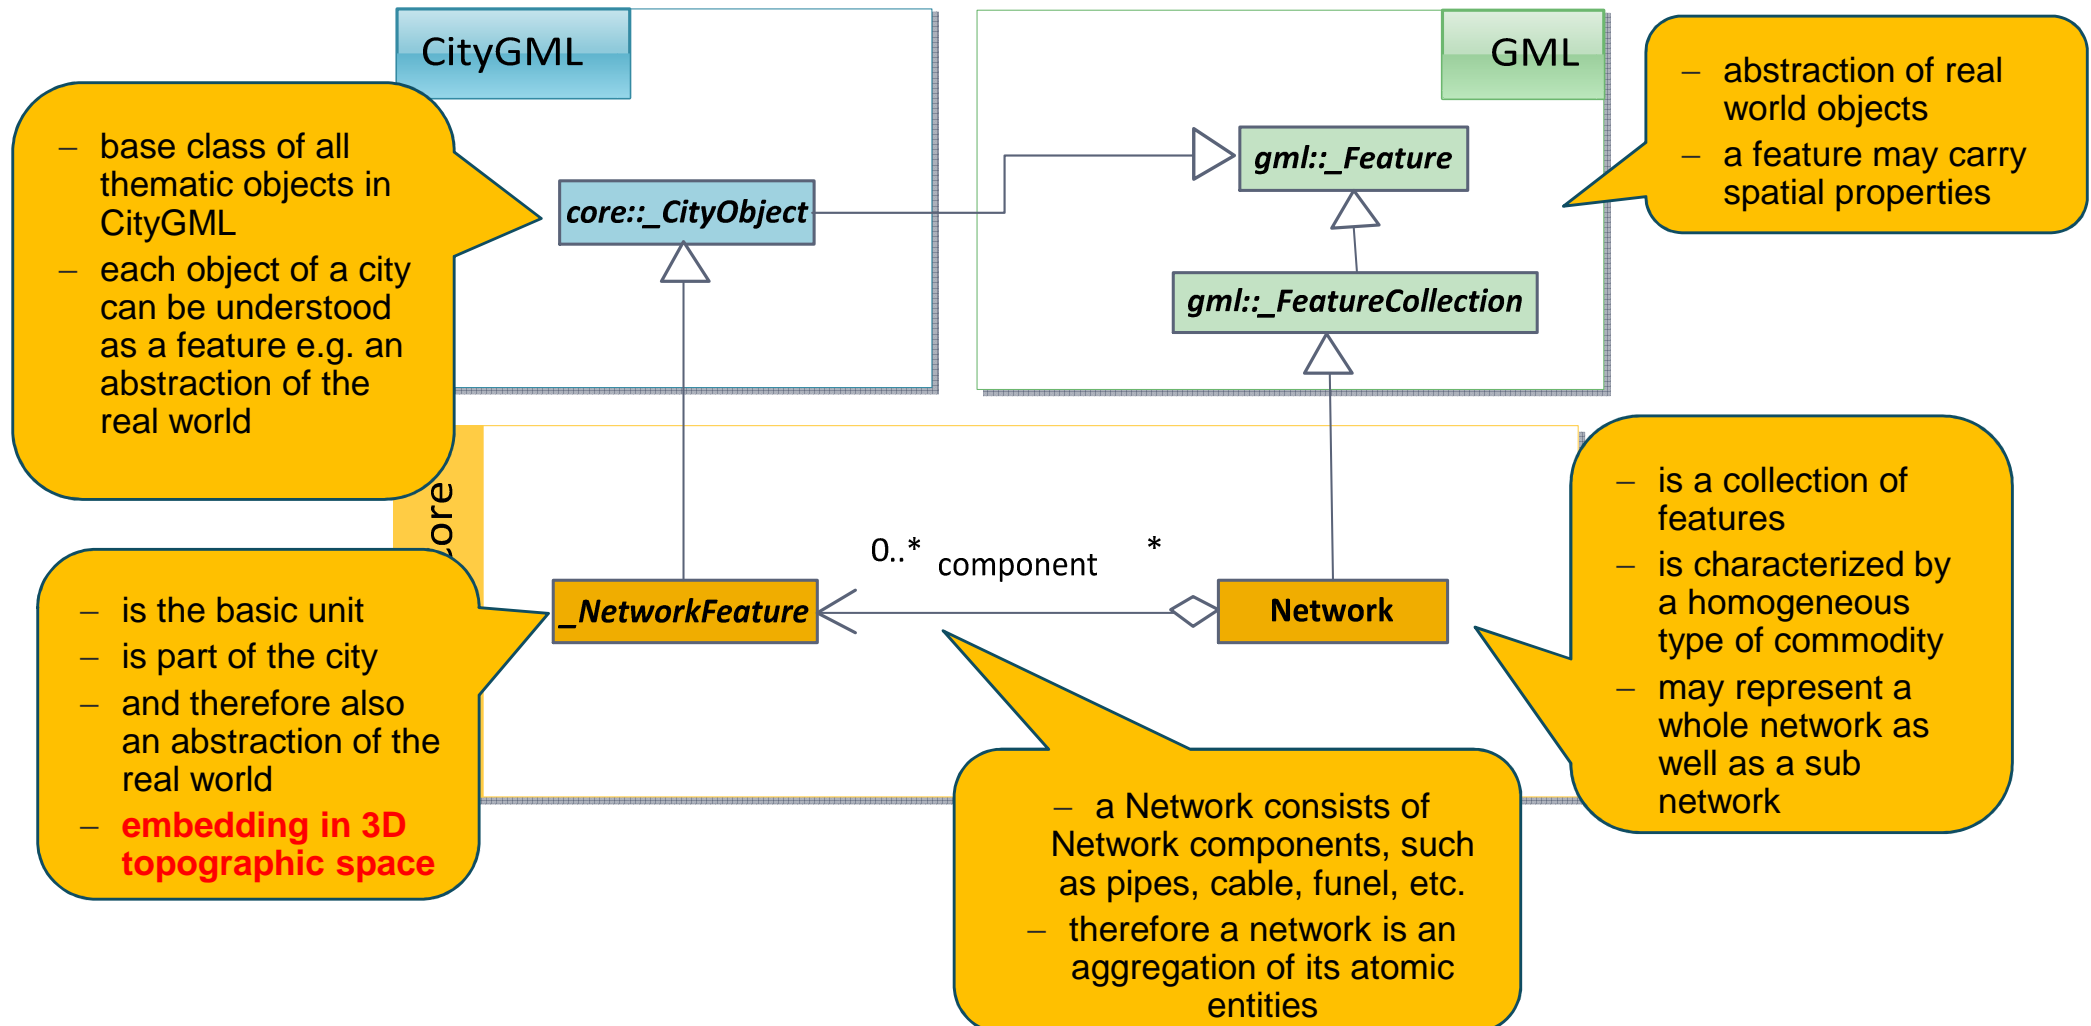 CityGML
GML
– base class of all
thematic objects in
CityGML
– each object of a city
can be understood
as a feature e.g. an
abstraction of the
real world
– abstraction of real
world objects
– a feature may carry
spatial properties
gml::_Feature
core::_CityObject
gml::_FeatureCollection
ore
– is the basic unit
– is part of the city
– and therefore also
an abstraction of the
real world
– embedding in 3D
topographic space
0..* component *
_NetworkFeature
Network
– is a collection of
features
– is characterized by
a homogeneous
type of commodity
– may represent a
whole network as
well as a sub
network
– a Network consists of
Network components, such
as pipes, cable, funel, etc.
– therefore a network is an
aggregation of its atomic
entities